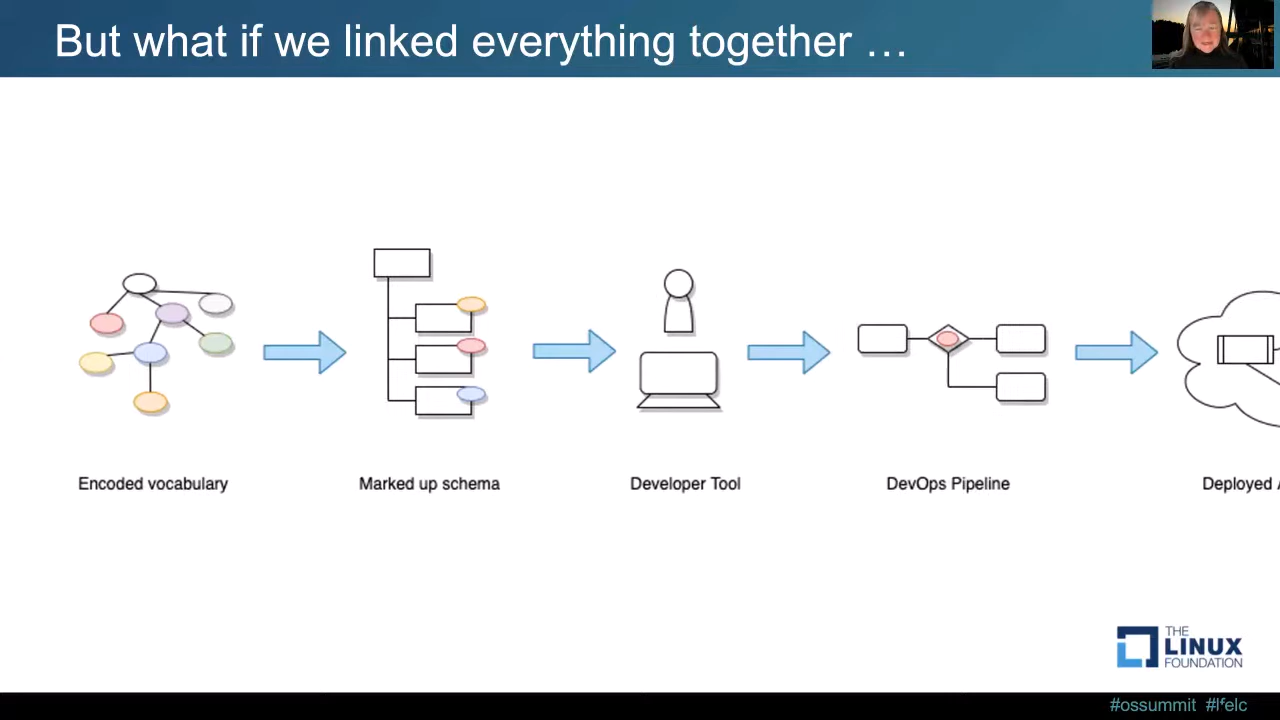 But what if we linked everything together …
Encoded vocabulary
Marked up schema
Developer Tool
DevOps Pipeline
Deployed
THE
LINUX
FOUNDATION
#ossummit #lfelc